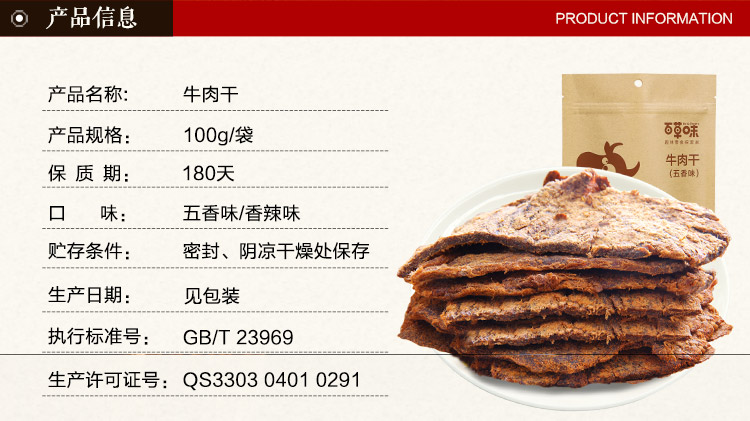 产品信息
PRODUCT INFORMATION
产品名称: 牛肉干
产品规格: 100g/袋
保 质 期: 180天
口 味: 五香味/香辣味
贮存条件: 密封、阴凉干燥处保存
生产日期: 见包装
执行标准号: GB/T 23969
生产许可证号: QS3303 0401 0291
百草味
牛肉干
(五香味)